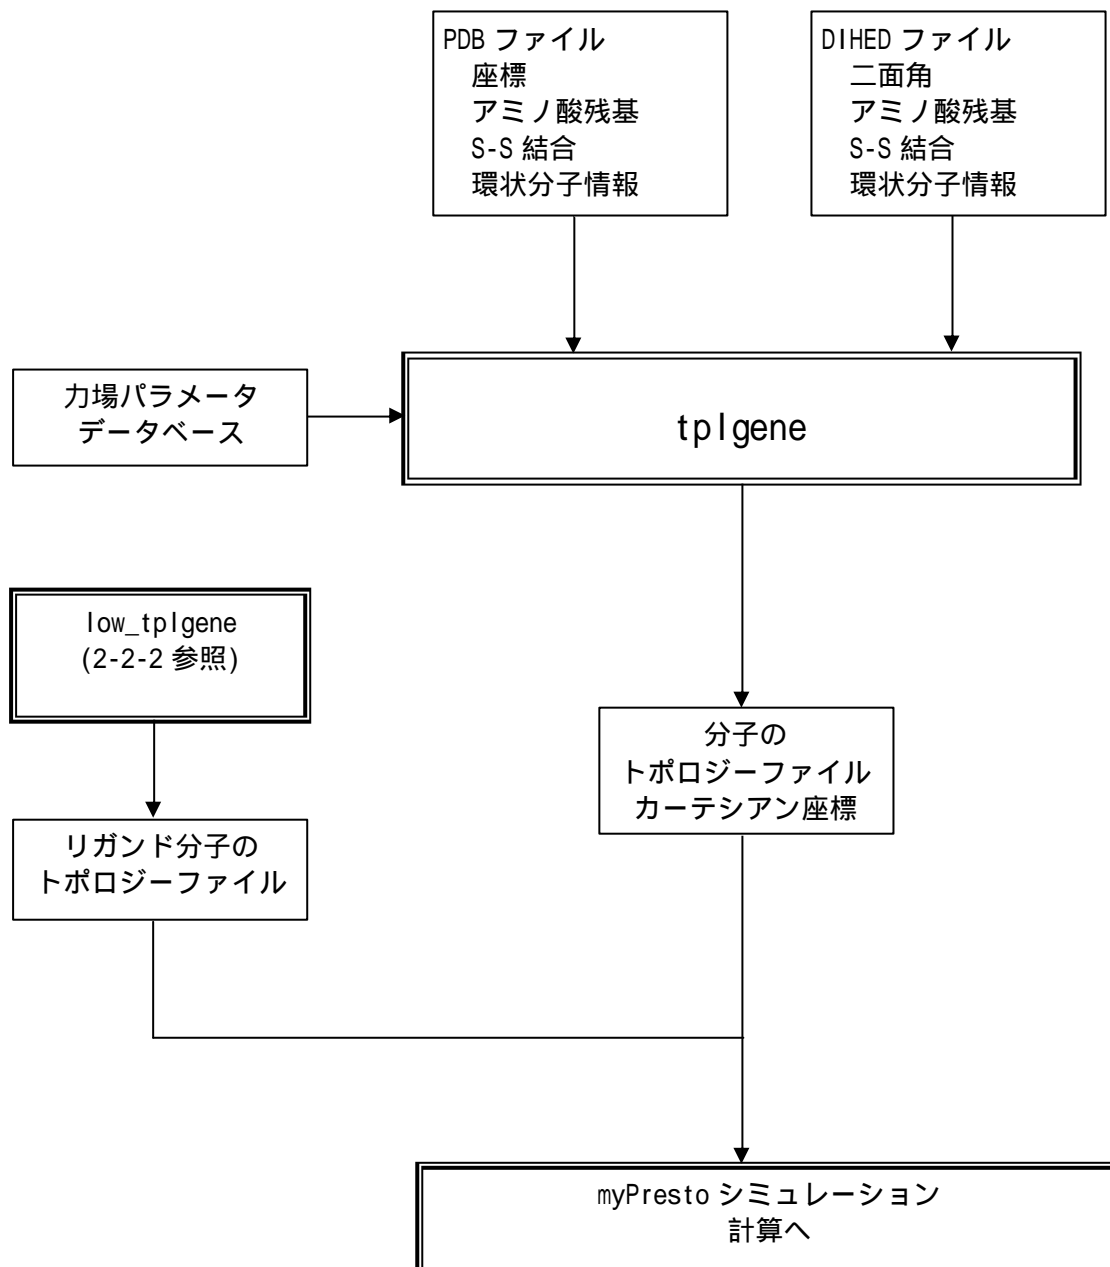 PDB ファイル
座標
アミノ酸残基
S-S 結合
環状分子情報
DIHED ファイル
二面角
アミノ酸残基
S-S 結合
環状分子情報
力場パラメータ
データベース
tplgene
low_tplgene
(2-2-2 参照)
分子の
トポロジーファイル
カーテシアン座標
リガンド分子の
トポロジーファイル
myPresto シミュレーション
計算へ